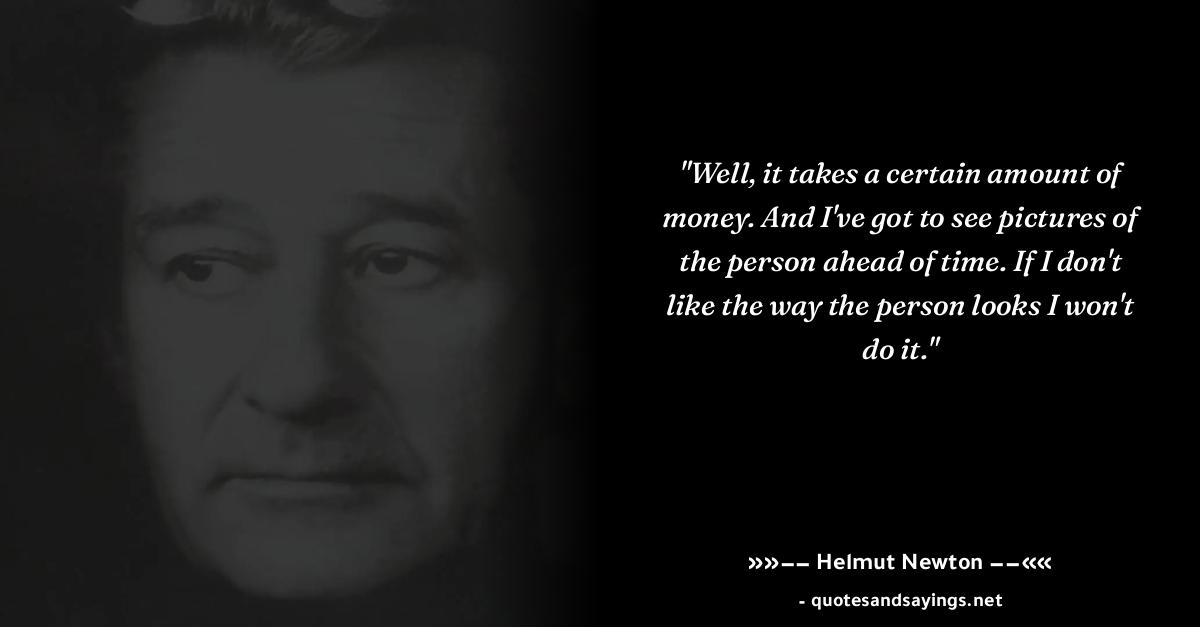 "Well, it takes a certain amount of
money. And I've got to see pictures of
the person ahead of time. If I don't
like the way the person looks I won't
do it."
»»–– Helmut Newton ––««
- quotesandsayings.net